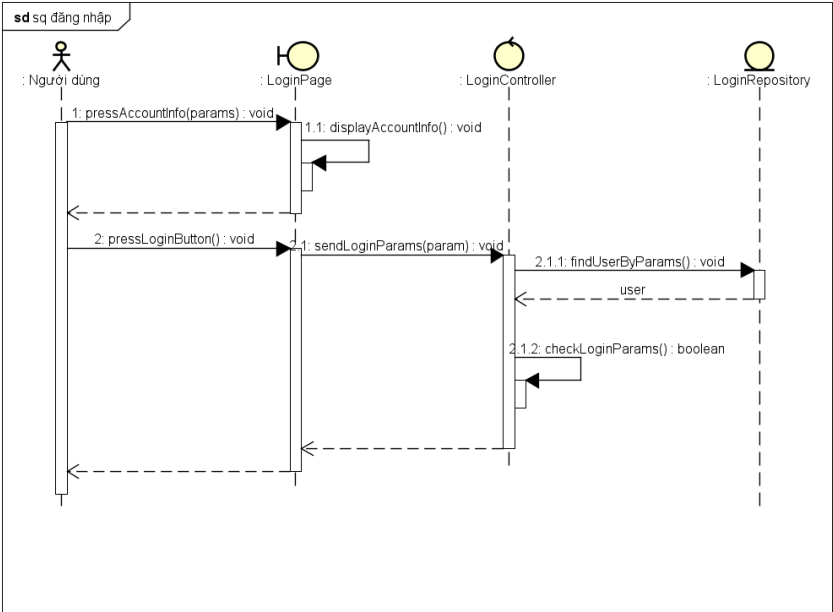 sd sq đăng nhập
: Người dùng
: LoginPage
: LoginController
: LoginRepository
1: pressAccountInfo(params) : void
1.1: displayAccountInfo() : void
2: pressLoginButton() : void
2.1: sendLoginParams(param) : void
2.1.1: findUserByParams() : void
user
2.1.2: checkLoginParams() : boolean